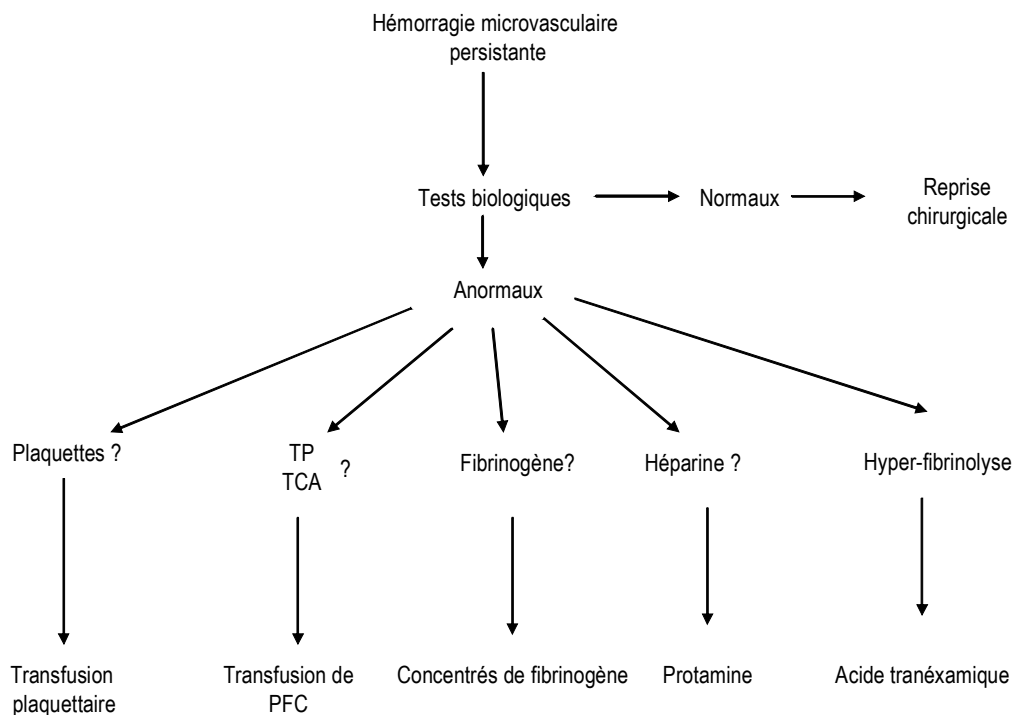 Hémorragie microvasculaire
persistante
Tests biologiques
Normaux
Reprise
chirurgicale
Anormaux
Plaquettes ?
TP
TCA
?
Fibrinogène?
Héparine ?
Hyper-fibrinolyse
Transfusion
plaquettaire
Transfusion de
PFC
Concentrés de fibrinogène
Protamine
Acide tranéxamique